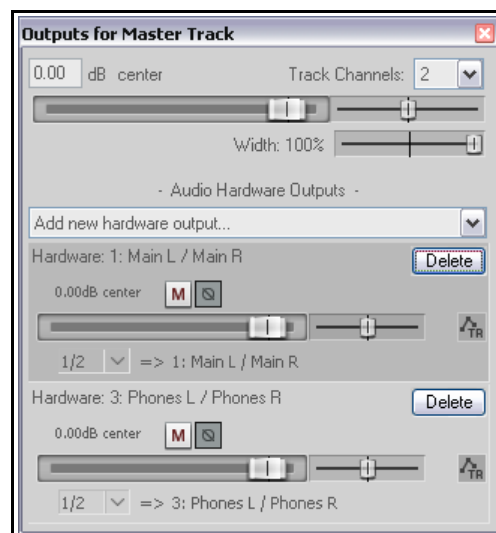 Outputs for Master Track
0.00 dB center Track Channels: 2
Width: 100%
- Audio Hardware Outputs -
Add new hardware output...
Hardware: 1: Main L / Main R Delete
0.00dB center M
TR
1/2 => 1: Main L / Main R
Hardware: 3: Phones L / Phones R Delete
0.00dB center M
TR
1/2 => 3: Phones L / Phones R